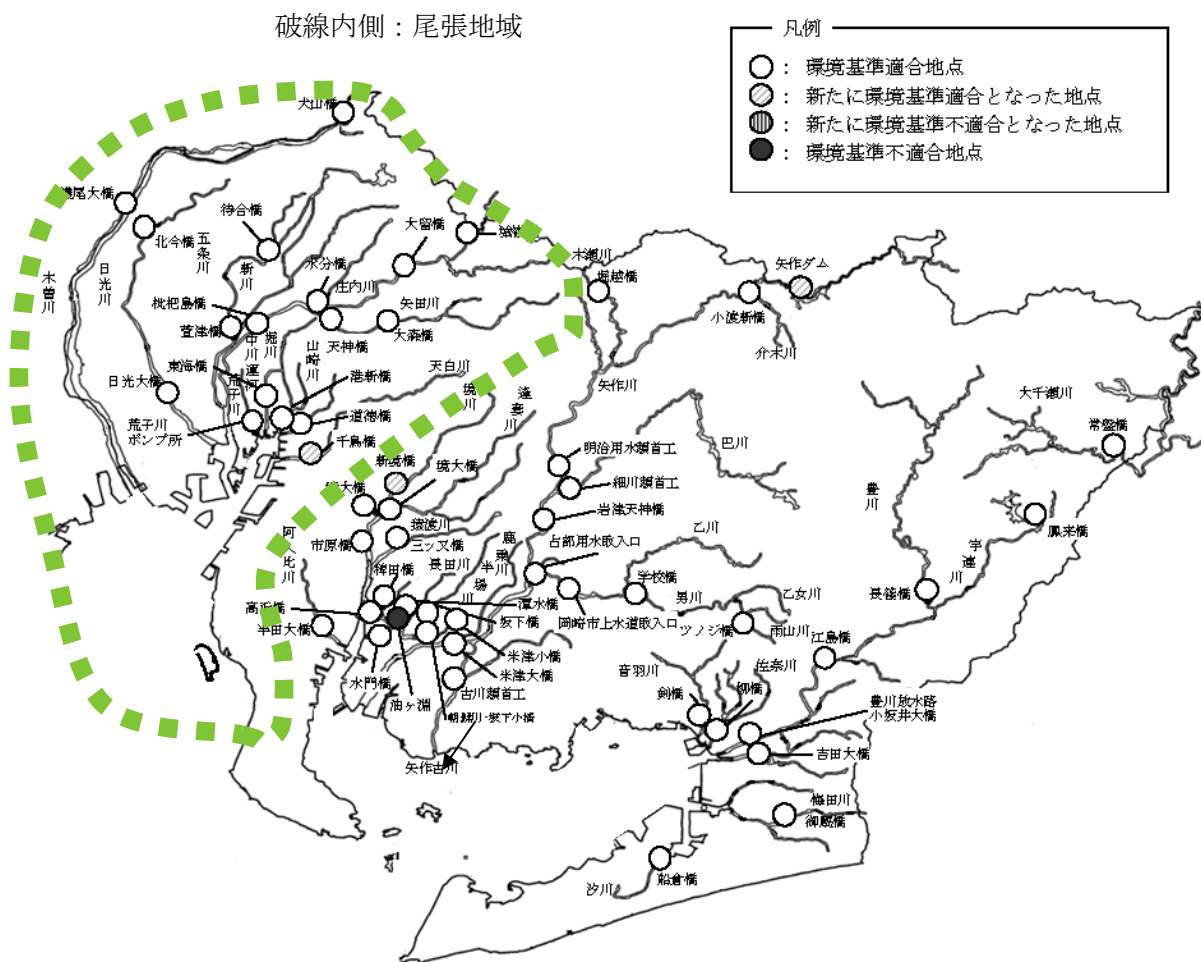 破線内側：尾張地域
凡例
： 環境基準適合地点
： 新たに環境基準適合となった地点
： 新たに環境基準不適合となった地点
： 環境基準不適合地点
犬山橋
尾大橋
北今橋
五条川
待合橋
新川
大留橋
水分橋
庄内川
矢田川
木曽川
日光川
枇杷島橋
萱津橋
中川運河
堀川
天神橋
大森橋
山崎川
東海橋
荒子川
港新橋
天白川
日光大橋
荒子川
ポンプ所
道徳橋
千鳥橋
境川
逢妻川
新境橋
境大橋
大橋
猿渡川
市原橋
三ツ又橋
阿久比川
稗田橋
長田川
半場川
鹿乗川
高浜橋
半田大橋
潭水橋
坂下橋
米津小橋
米津大橋
水門橋
油ヶ淵
古川頭首工
朝鮮川・坂下小橋
矢作古川
木瀬川
堀越橋
矢作ダム
小渡新橋
介木川
矢作川
巴川
明治用水頭首工
細川頭首工
岩津天神橋
乙川
占部用水取入口
学校橋
岡崎市上水道取入口
男川
乙女川
ツノジ橋
雨山川
大千瀬川
常盤橋
豊川
鳳来橋
宇連川
長篠橋
江島橋
音羽川
佐奈川
剣橋
柳橋
豊川放水路
小坂井大橋
吉田大橋
梅田川
御厩橋
汐川
船倉橋